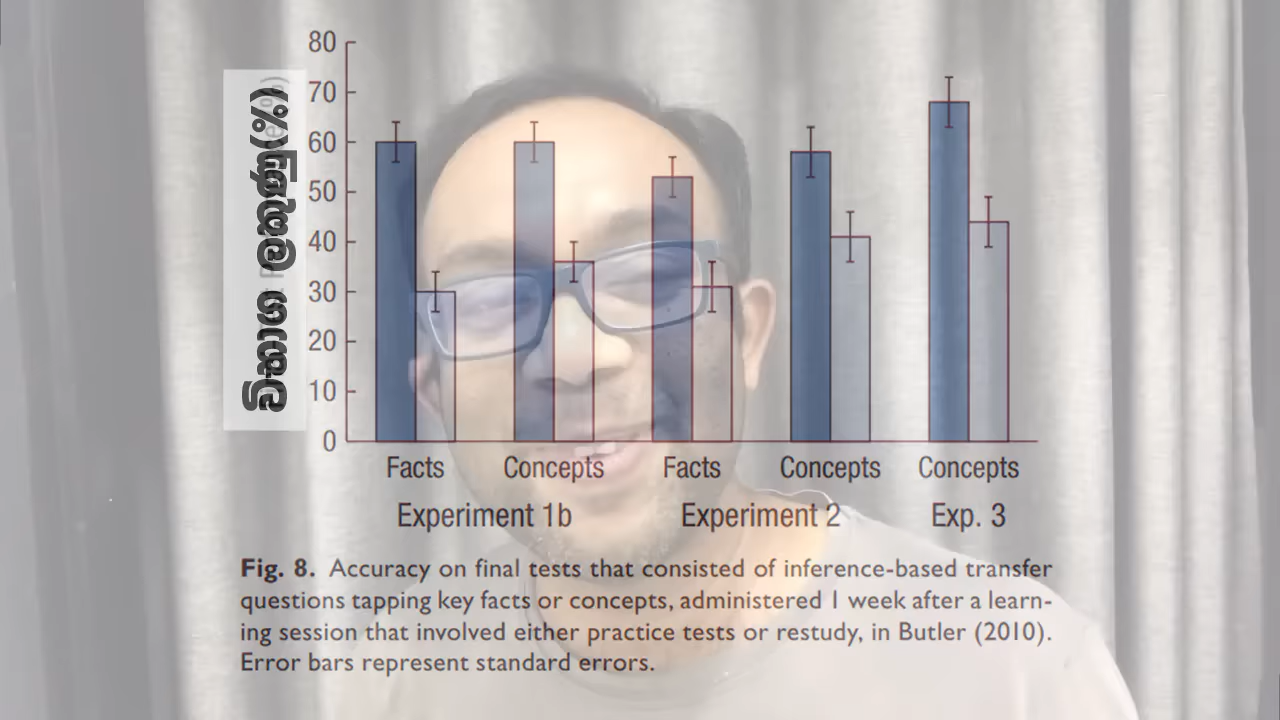 80
70
60
50
40
30
20
10
0
Facts Concepts Facts Concepts Concepts
Experiment 1b Experiment 2 Exp. 3
Fig. 8. Accuracy on final tests that consisted of inference-based transfer
questions tapping key facts or concepts, administered 1 week after a learn-
ing session that involved either practice tests or restudy, in Butler (2010).
Error bars represent standard errors.